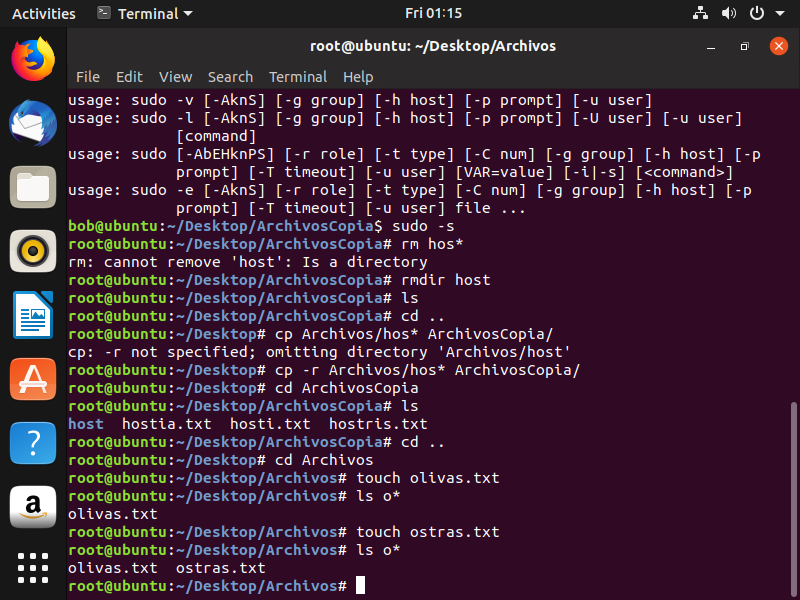 Activities Terminal Fri 01:15
root@ubuntu: ~/Desktop/Archivos
File Edit View Search Terminal Help
usage: sudo -v [-AknS] [-g group] [-h host] [-p prompt] [-u user]
usage: sudo -l [-AknS] [-g group] [-h host] [-p prompt] [-U user] [-u user]
[command]
usage: sudo [-AbEHknPS] [-r role] [-t type] [-C num] [-g group] [-h host] [-p
prompt] [-T timeout] [-u user] [VAR=value] [-i|-s] [<command>]
usage: sudo -e [-AknS] [-r role] [-t type] [-C num] [-g group] [-h host] [-p
prompt] [-T timeout] [-u user] file ...
bob@ubuntu:~/Desktop/ArchivosCopia$ sudo -s
root@ubuntu:~/Desktop/ArchivosCopia# rm hos*
rm: cannot remove 'host': Is a directory
root@ubuntu:~/Desktop/ArchivosCopia# rmdir host
root@ubuntu:~/Desktop/ArchivosCopia# ls
root@ubuntu:~/Desktop/ArchivosCopia# cd ..
root@ubuntu:~/Desktop# cp Archivos/hos* ArchivosCopia/
cp: -r not specified; omitting directory 'Archivos/host'
root@ubuntu:~/Desktop# cp -r Archivos/hos* ArchivosCopia/
root@ubuntu:~/Desktop# cd ArchivosCopia
root@ubuntu:~/Desktop/ArchivosCopia# ls
host hostia.txt hosti.txt hostris.txt
root@ubuntu:~/Desktop/ArchivosCopia# cd ..
root@ubuntu:~/Desktop# cd Archivos
root@ubuntu:~/Desktop/Archivos# touch olivas.txt
root@ubuntu:~/Desktop/Archivos# ls o*
olivas.txt
root@ubuntu:~/Desktop/Archivos# touch ostras.txt
root@ubuntu:~/Desktop/Archivos# ls o*
olivas.txt ostras.txt
root@ubuntu:~/Desktop/Archivos#